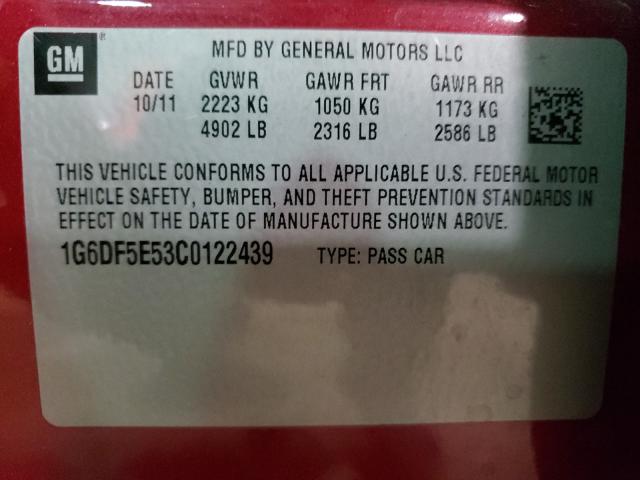 GM ®
MFD BY GENERAL MOTORS LLC
DATE GVWR GAWR FRT GAWR RR
10/11 2223 KG 1050 KG 1173 KG
4902 LB 2316 LB 2586 LB
THIS VEHICLE CONFORMS TO ALL APPLICABLE U.S. FEDERAL MOTOR
VEHICLE SAFETY, BUMPER, AND THEFT PREVENTION STANDARDS IN
EFFECT ON THE DATE OF MANUFACTURE SHOWN ABOVE.
1G6DF5E53C0122439 TYPE: PASS CAR